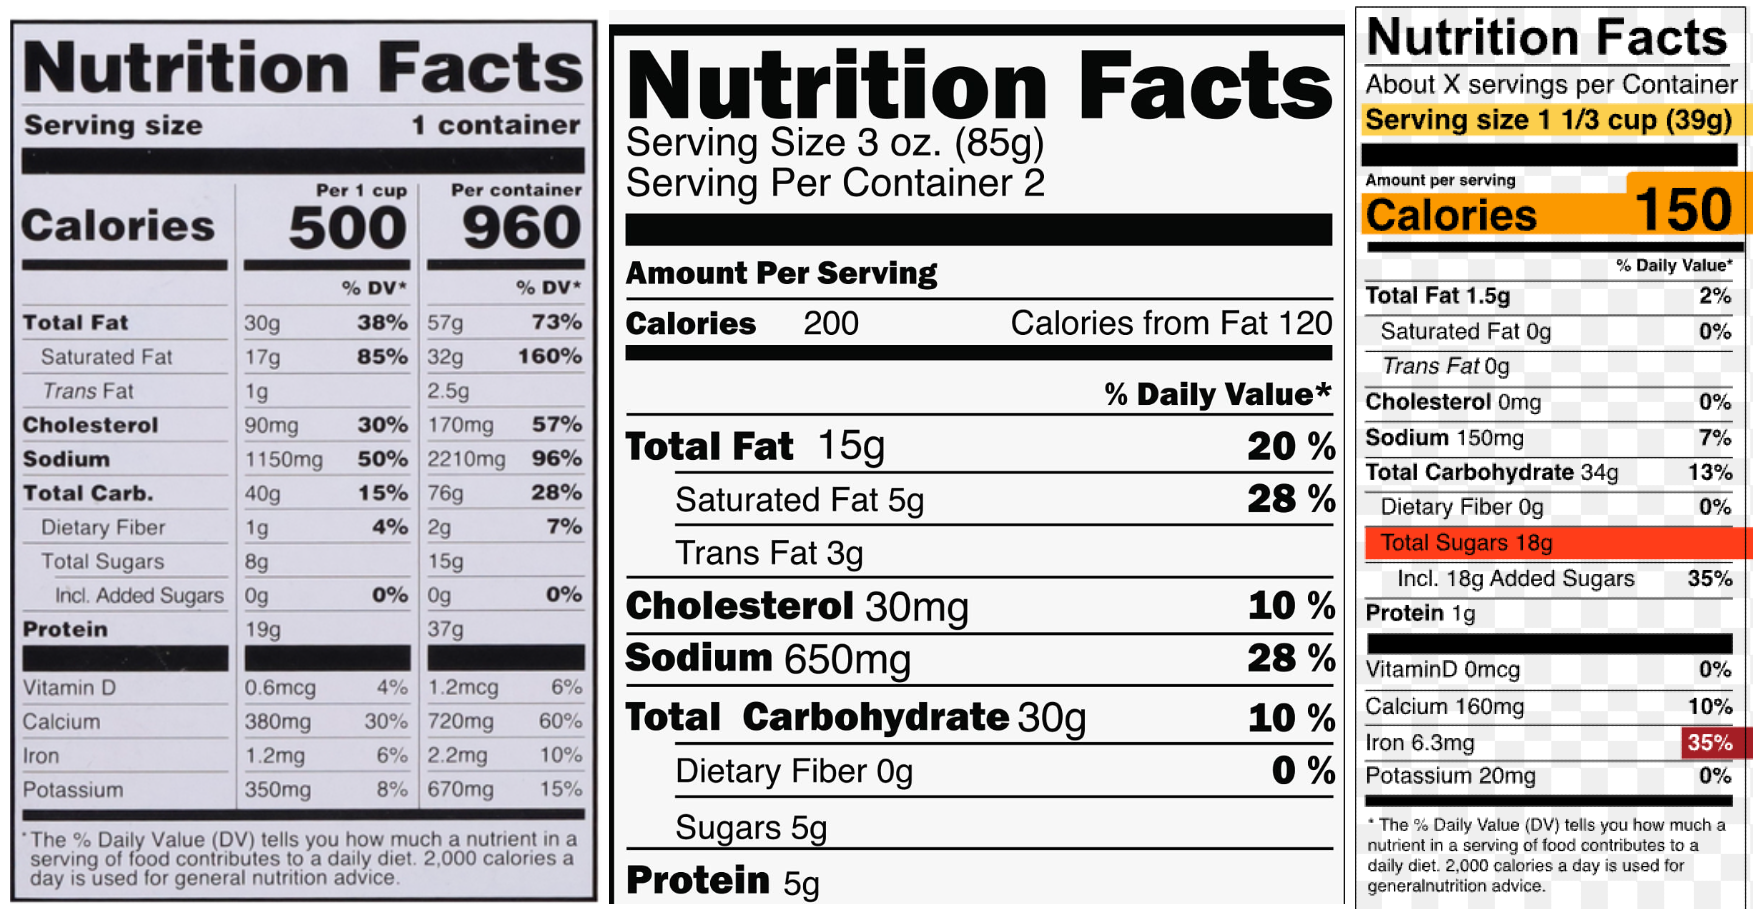 Nutrition Facts
Serving size 1 container
Per 1 cup Per container
Calories 500 960
% DV* % DV*
Total Fat 30g 38% 57g 73%
Saturated Fat 17g 85% 32g 160%
Trans Fat 1g 2.5g
Cholesterol 90mg 30% 170mg 57%
Sodium 1150mg 50% 2210mg 96%
Total Carb. 40g 15% 76g 28%
Dietary Fiber 1g 4% 2g 7%
Total Sugars 8g 15g
Incl. Added Sugars 0g 0% 0g 0%
Protein 19g 37g
Vitamin D 0.6mcg 4% 1.2mcg 6%
Calcium 380mg 30% 720mg 60%
Iron 1.2mg 6% 2.2mg 10%
Potassium 350mg 8% 670mg 15%
*The % Daily Value (DV) tells you how much a nutrient in a
serving of food contributes to a daily diet. 2,000 calories a
day is used for general nutrition advice.
Nutrition Facts
Serving Size 3 oz. (85g)
Serving Per Container 2
Amount Per Serving
Calories 200 Calories from Fat 120
% Daily Value*
Total Fat 15g 20 %
Saturated Fat 5g 28 %
Trans Fat 3g
Cholesterol 30mg 10 %
Sodium 650mg 28 %
Total Carbohydrate 30g 10 %
Dietary Fiber 0g 0 %
Sugars 5g
Protein 5g
Nutrition Facts
About X servings per Container
Serving size 1 1/3 cup (39g)
Amount per serving
Calories 150
% Daily Value*
Total Fat 1.5g 2%
Saturated Fat 0g 0%
Trans Fat 0g
Cholesterol 0mg 0%
Sodium 150mg 7%
Total Carbohydrate 34g 13%
Dietary Fiber 0g 0%
Total Sugars 18g
Incl. 18g Added Sugars 35%
Protein 1g
VitaminD 0mcg 0%
Calcium 160mg 10%
Iron 6.3mg 35%
Potassium 20mg 0%
* The % Daily Value (DV) tells you how much a
nutrient in a serving of food contributes to a
daily diet. 2,000 calories a day is used for
generalnutrition advice.